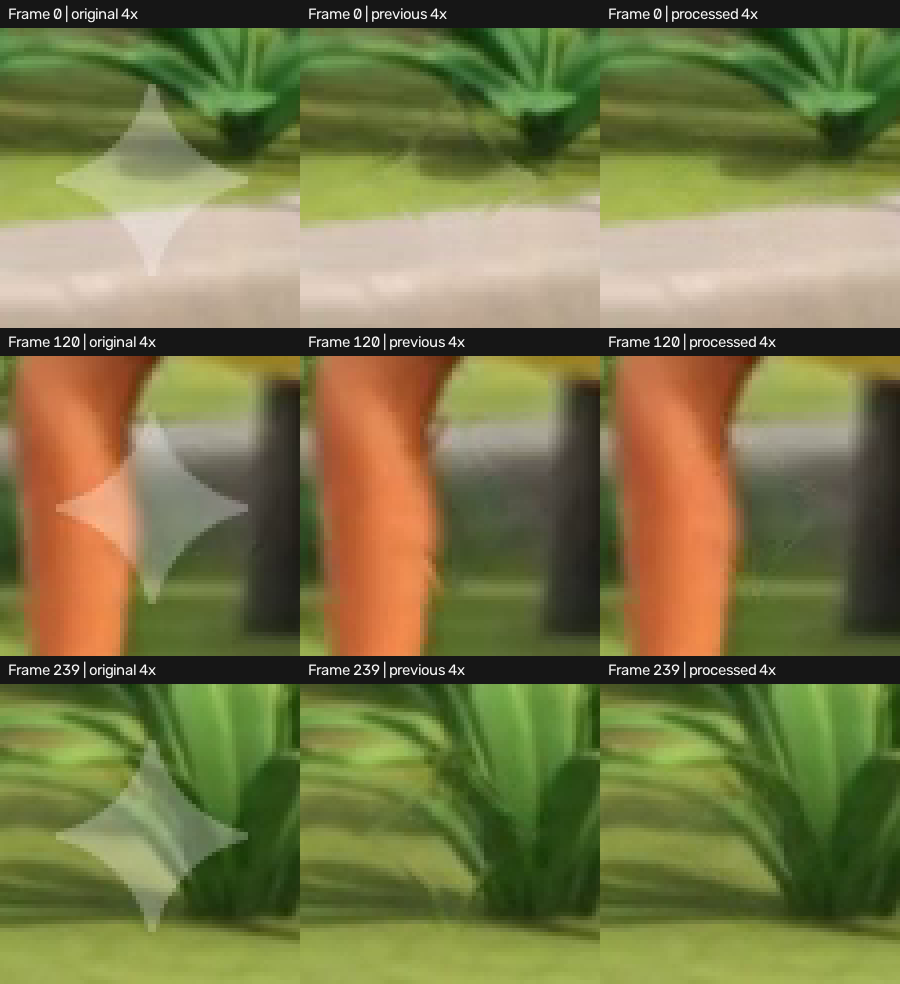 Frame 0 | original 4x
Frame 0 | previous 4x
Frame 0 | processed 4x
Frame 120 | original 4x
Frame 120 | previous 4x
Frame 120 | processed 4x
Frame 239 | original 4x
Frame 239 | previous 4x
Frame 239 | processed 4x